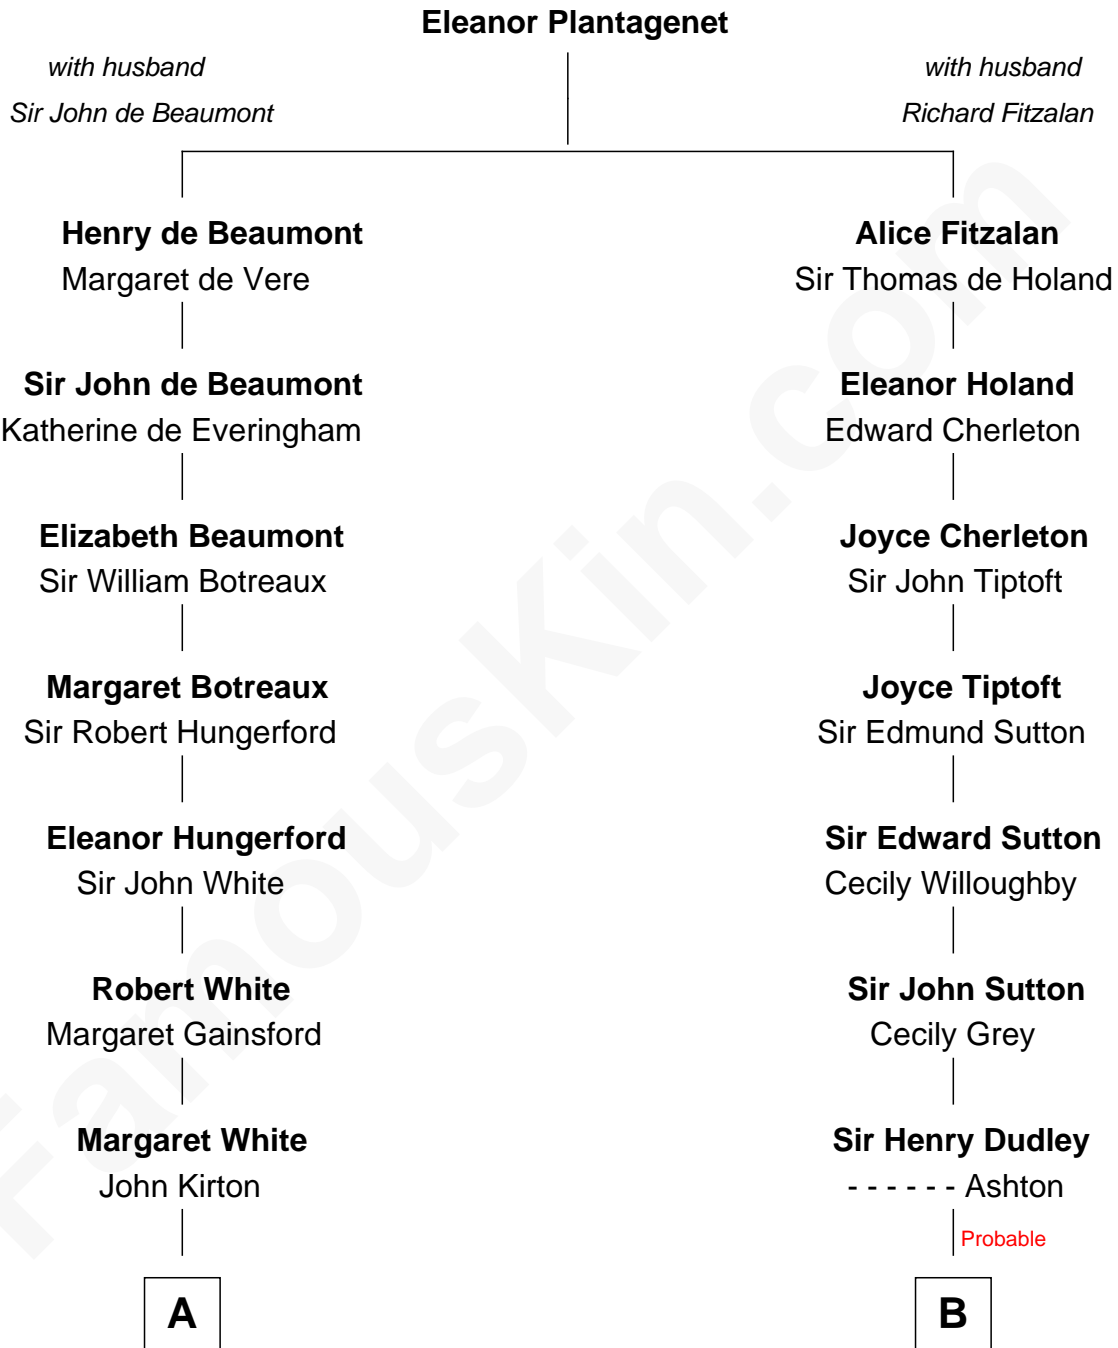 Eleanor Plantagenet
with husband
Sir John de Beaumont
with husband
Richard Fitzalan
Henry de Beaumont
Margaret de Vere
Alice Fitzalan
Sir Thomas de Holand
Sir John de Beaumont
Katherine de Everingham
Eleanor Holand
Edward Cherleton
Elizabeth Beaumont
Sir William Botreaux
Joyce Cherleton
Sir John Tiptoft
Margaret Botreaux
Sir Robert Hungerford
Joyce Tiptoft
Sir Edmund Sutton
Eleanor Hungerford
Sir John White
Sir Edward Sutton
Cecily Willoughby
Robert White
Margaret Gainsford
Sir John Sutton
Cecily Grey
Margaret White
John Kirton
Sir Henry Dudley
- - - - - - Ashton
Probable
A
B
FamousKin.com